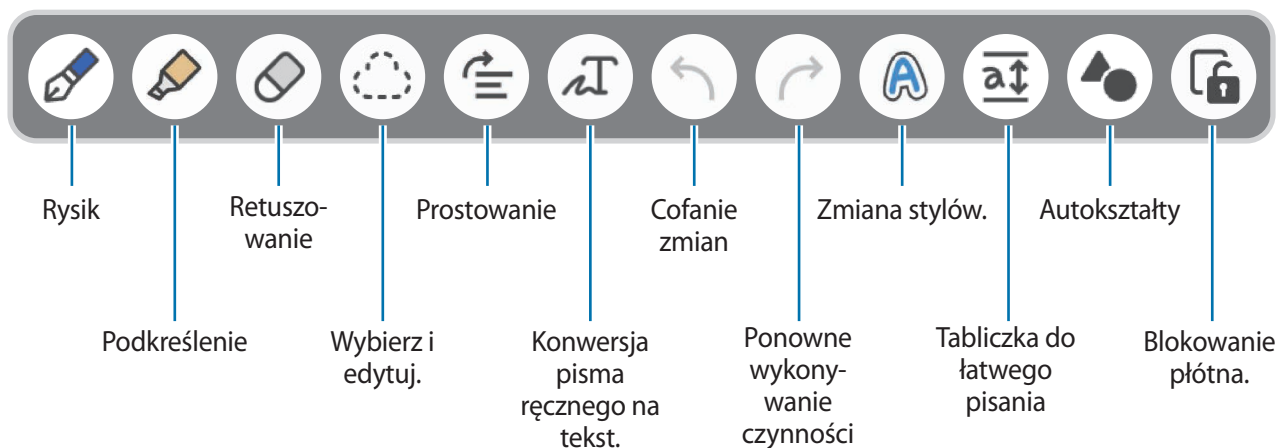 Rysik
Retuszo-
wanie
Prostowanie
Cofanie
zmian
Zmiana stylów.
Autokształty
Podkreślenie
Wybierz i
edytuj.
Konwersja
pisma
ręcznego na
tekst.
Ponowne
wykony-
wanie
czynności
Tabliczka do
łatwego
pisania
Blokowanie
płótna.